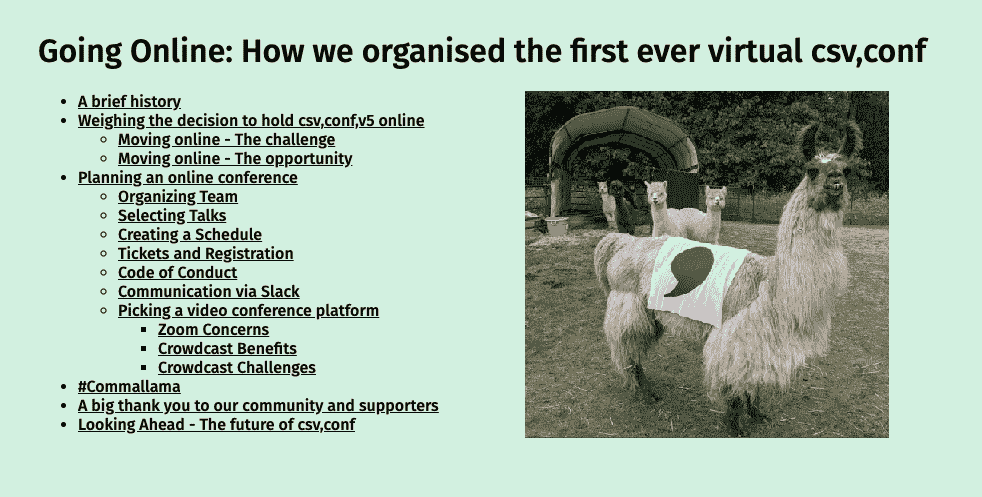 Going Online: How we organised the first ever virtual csv,conf
A brief history
Weighing the decision to hold csv,conf,v5 online
Moving online - The challenge
Moving online - The opportunity
Planning an online conference
Organizing Team
Selecting Talks
Creating a Schedule
Tickets and Registration
Code of Conduct
Communication via Slack
Picking a video conference platform
Zoom Concerns
Crowdcast Benefits
Crowdcast Challenges
#Commallama
A big thank you to our community and supporters
Looking Ahead - The future of csv,conf